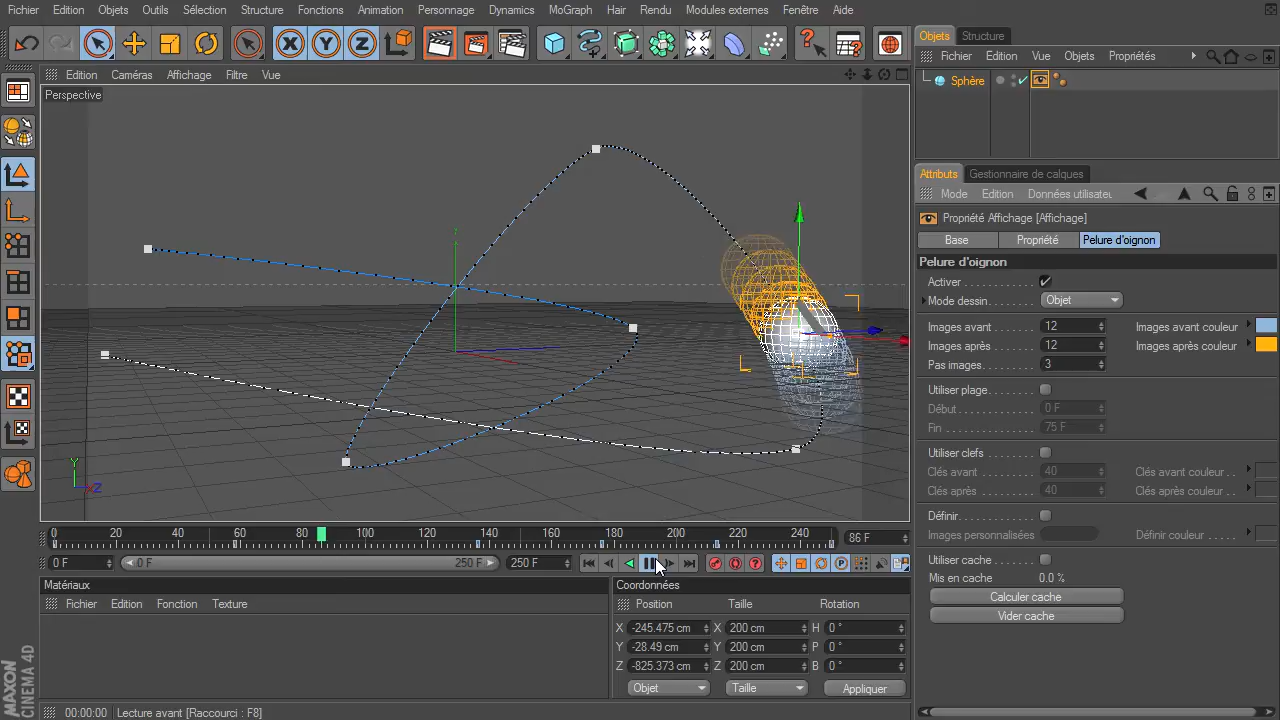 Fichier Edition Objets Outils Sélection Structure Fonctions Animation Personnage Dynamics MoGraph Hair Rendu Modules externes Fenêtre Aide
Edition Caméras Affichage Filtre Vue
Perspective
Y
Z
0 20 40 60 80 100 120 140 160 180 200 220 240
86 F
0 F
0 F
250 F
250 F
Matériaux
Fichier Edition Fonction Texture
Coordonnées
Position Taille Rotation
X -245.475 cm X 200 cm H 0 °
Y -28.49 cm Y 200 cm P 0 °
Z -825.373 cm Z 200 cm B 0 °
Objet Taille Appliquer
MAXON
CINEMA 4D
00:00:00 Lecture avant [Raccourci : F8]
Objets Structure
Fichier Edition Vue Objets Propriétés
Sphère
Attributs Gestionnaire de calques
Mode Edition Données utilisateu
Propriété Affichage [Affichage]
Base Propriété Pelure d'oignon
Pelure d'oignon
Activer
Mode dessin Objet
Images avant 12 Images avant couleur
Images après 12 Images après couleur
Pas images 3
Utiliser plage
Début 0 F
Fin 75 F
Utiliser clefs
Clés avant 40 Clés avant couleur
Clés après 40 Clés après couleur
Définir
Images personnalisées Définir couleur
Utiliser cache
Mis en cache 0.0 %
Calculer cache
Vider cache